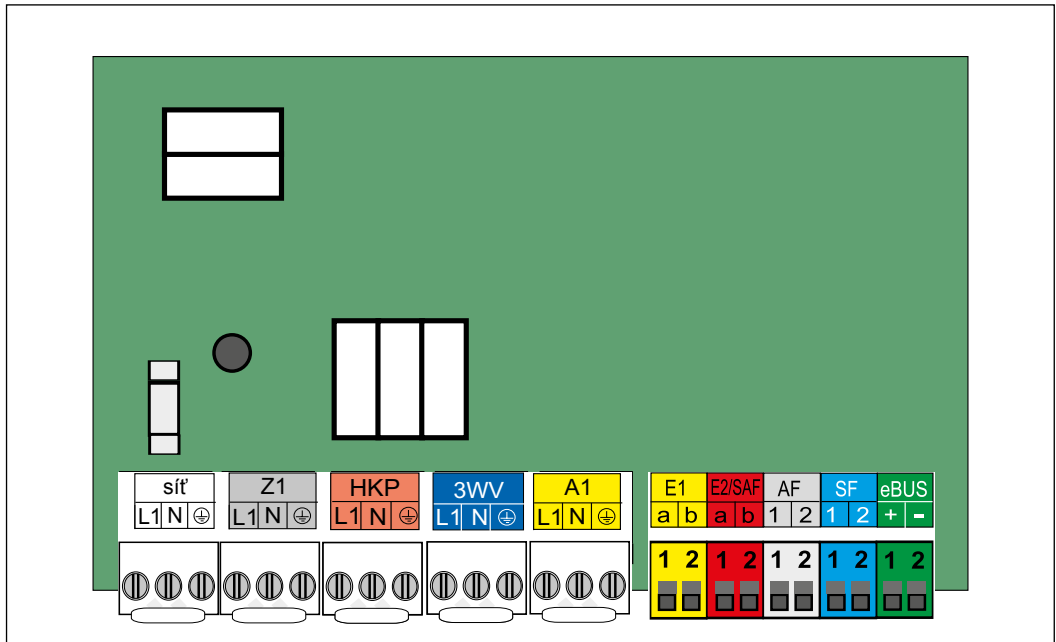 síť Z1 HKP 3WV A1 E1 E2/SAF AF SF eBUS
L1 N ⏚ L1 N ⏚ L1 N ⏚ L1 N ⏚ L1 N ⏚ a b a b 1 2 1 2 + -
1 2 1 2 1 2 1 2 1 2